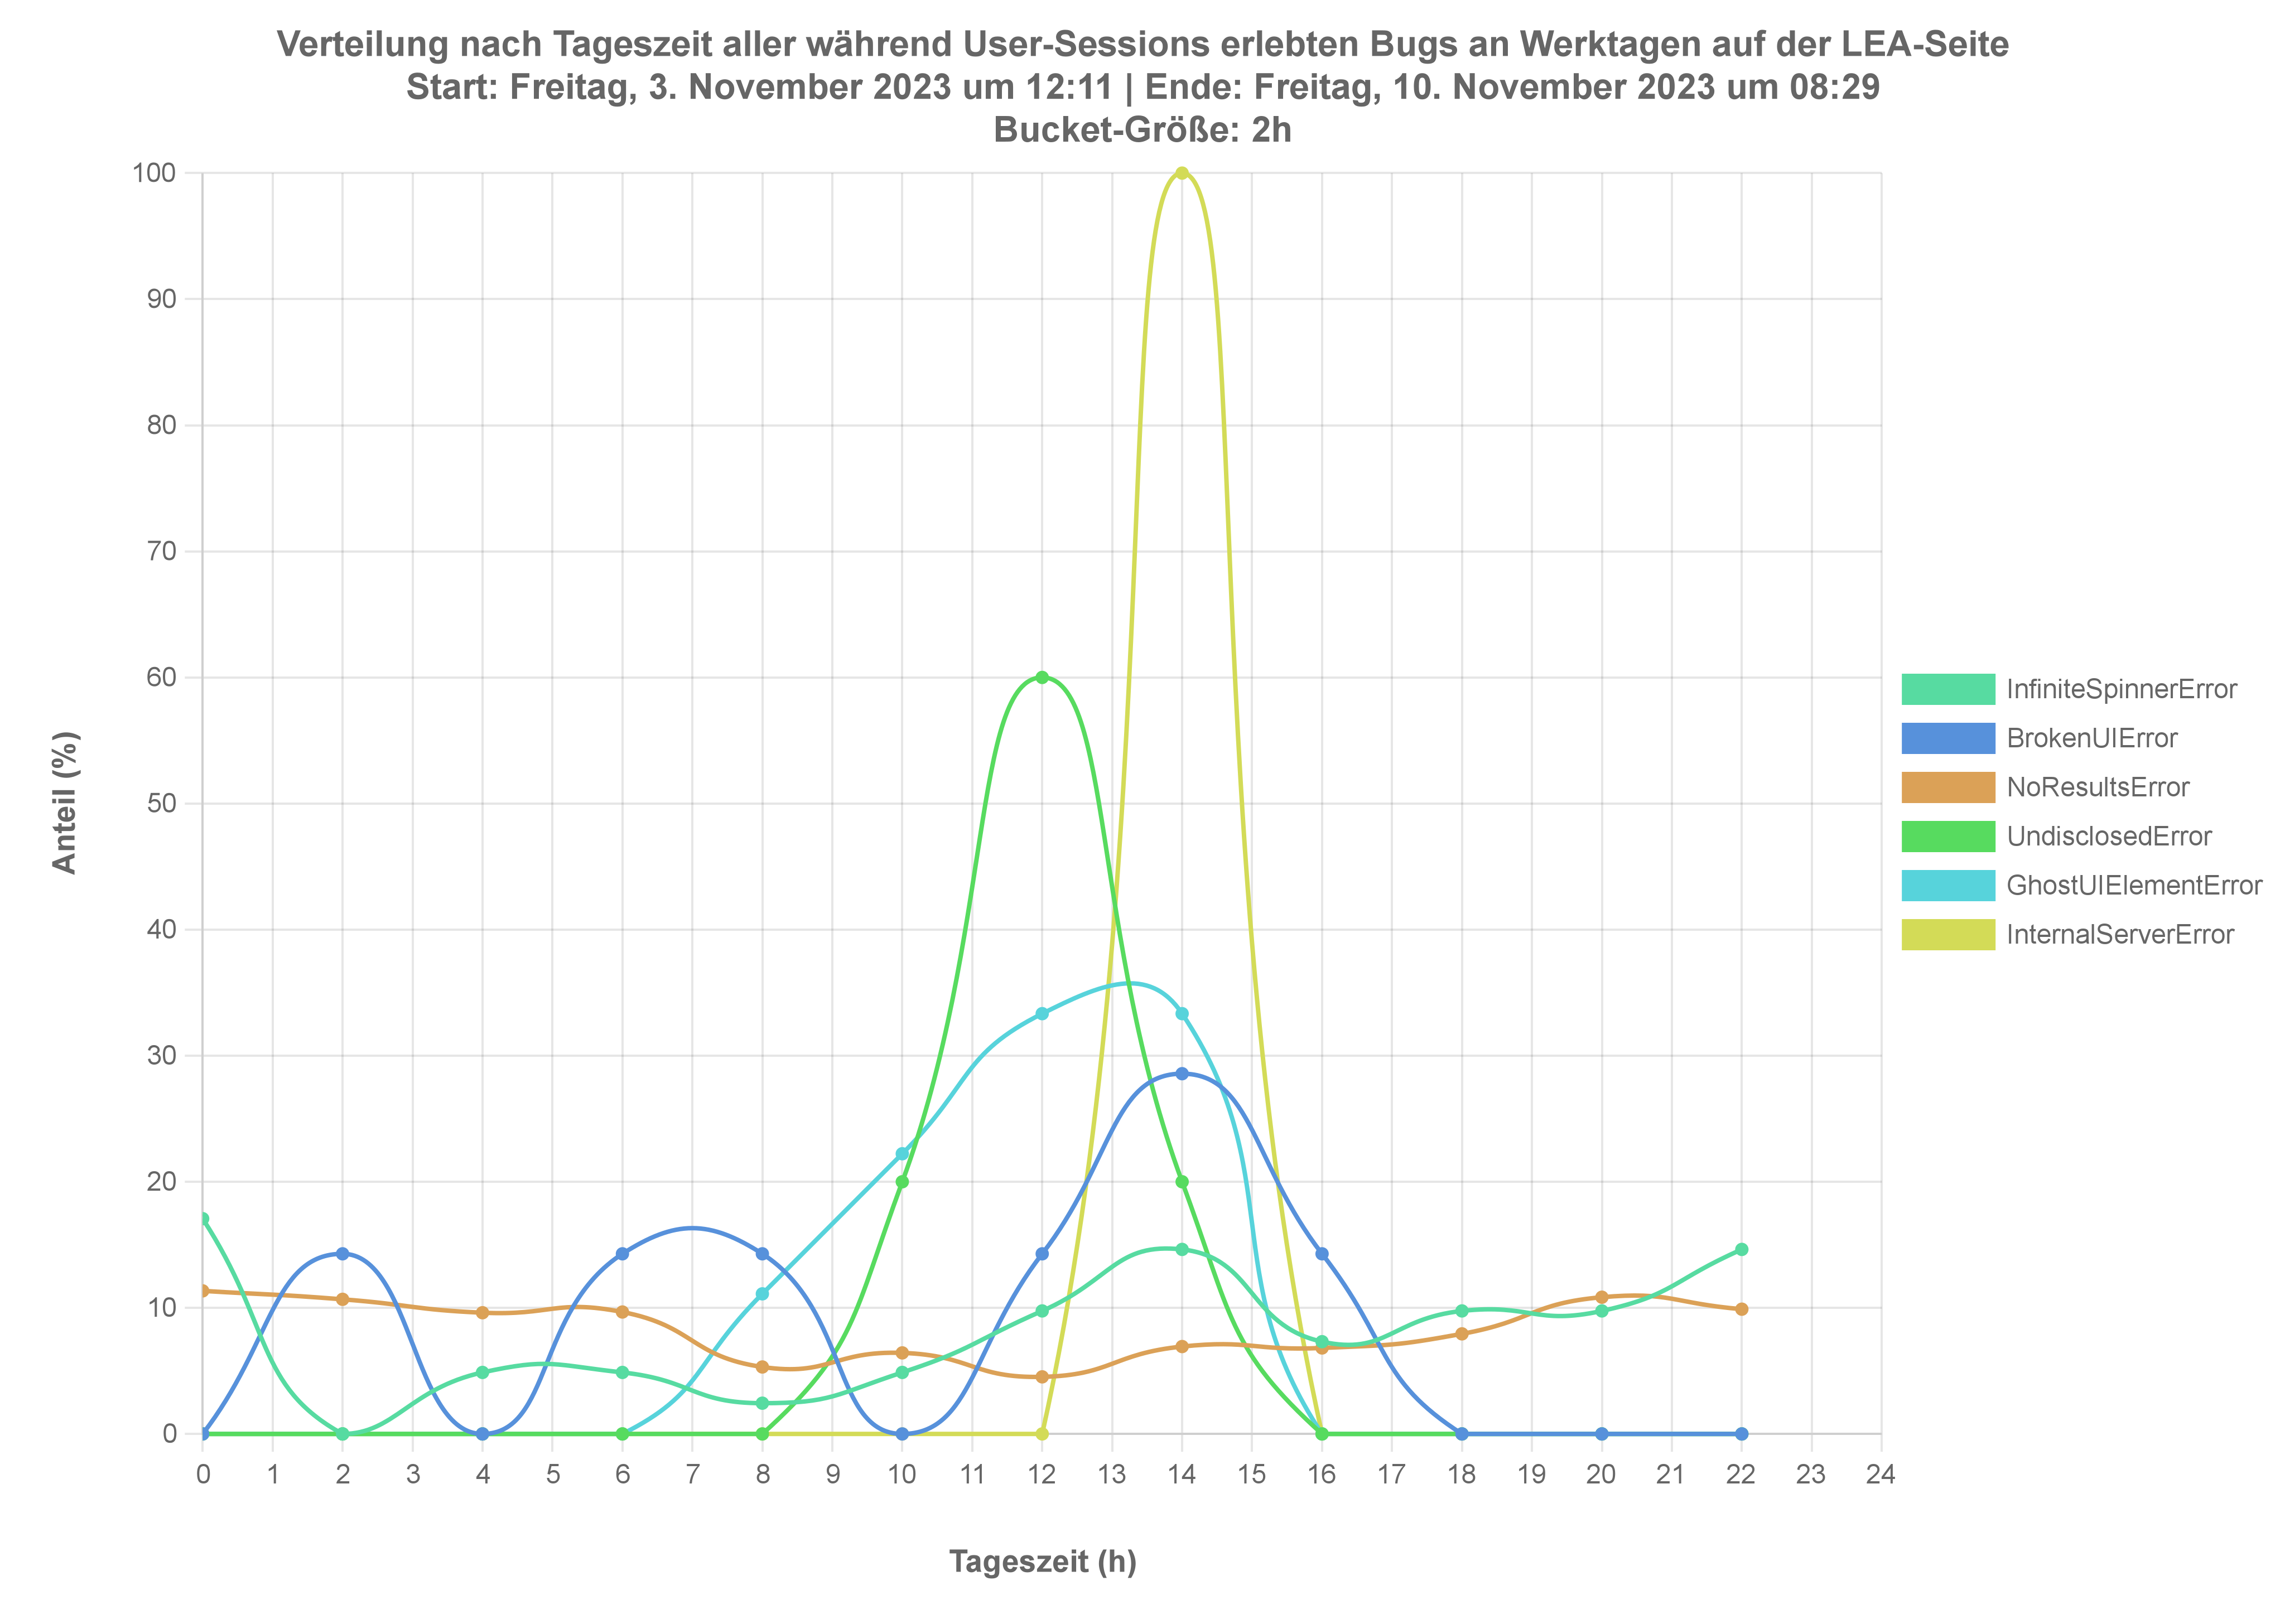 Verteilung nach Tageszeit aller während User-Sessions erlebten Bugs an Werktagen auf der LEA-Seite
Start: Freitag, 3. November 2023 um 12:11 | Ende: Freitag, 10. November 2023 um 08:29
Bucket-Größe: 2h
100
90
80
70
60
50
40
30
20
10
0
Anteil (%)
0 1 2 3 4 5 6 7 8 9 10 11 12 13 14 15 16 17 18 19 20 21 22 23 24
Tageszeit (h)
InfiniteSpinnerError
BrokenUIError
NoResultsError
UndisclosedError
GhostUIElementError
InternalServerError